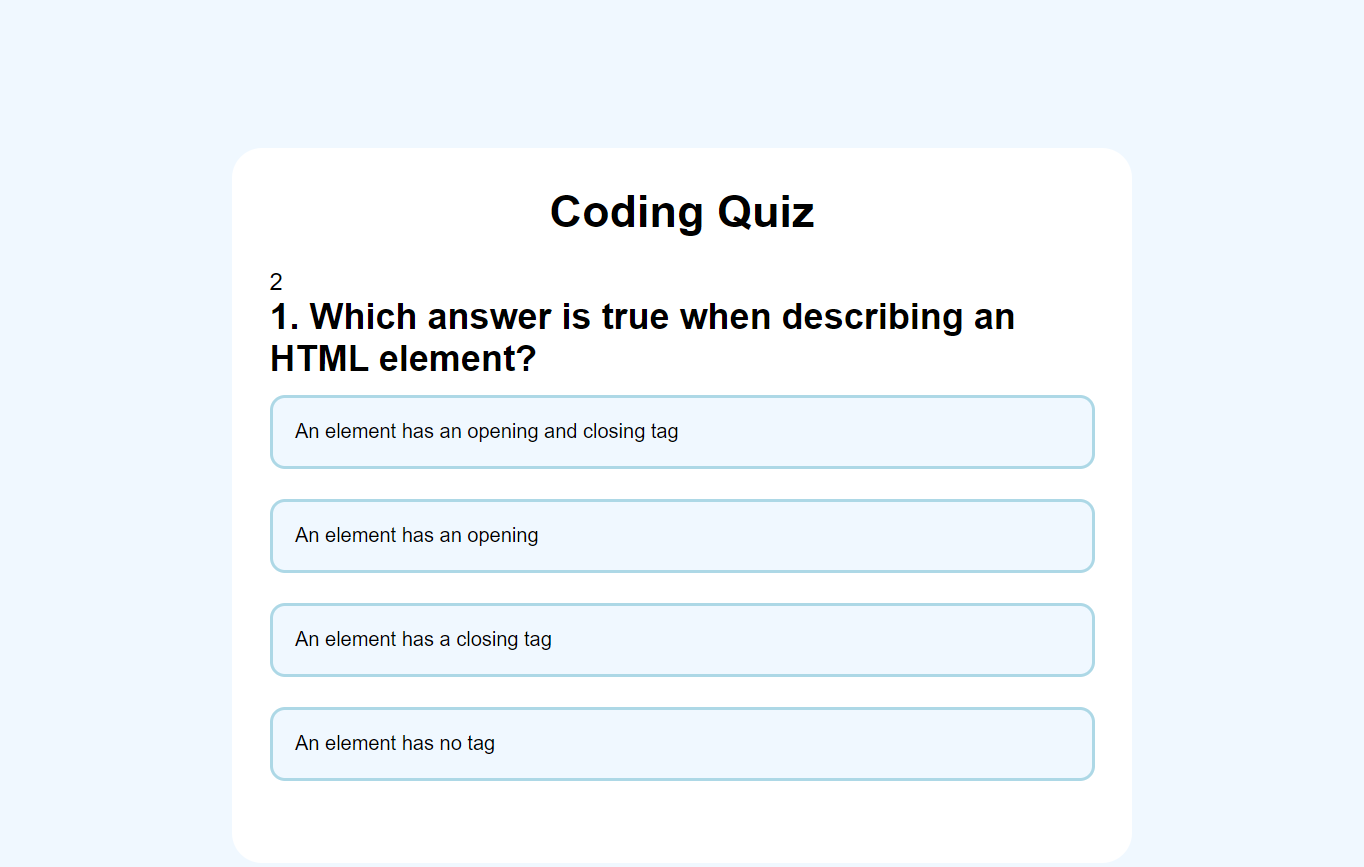 Coding Quiz
2
1. Which answer is true when describing an
HTML element?
An element has an opening and closing tag
An element has an opening
An element has a closing tag
An element has no tag